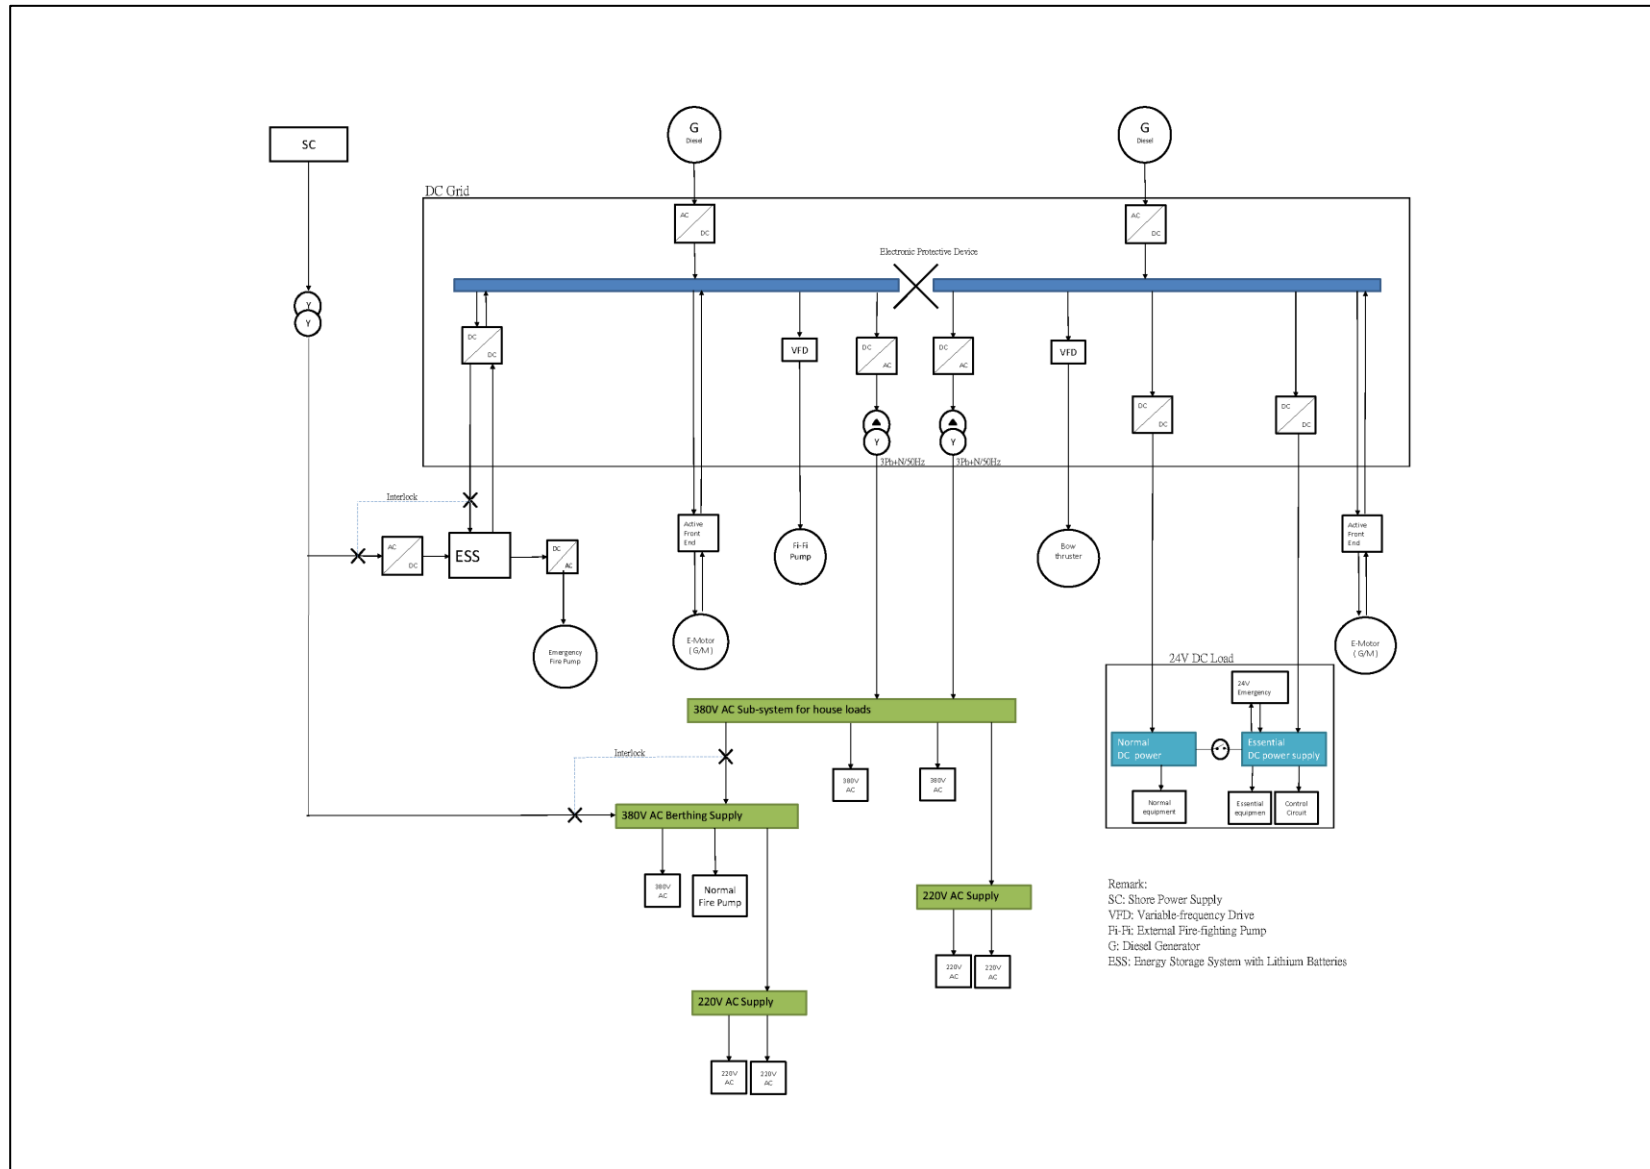 G
Diesel
G
Diesel
SC
DC Grid
AC
DC
AC
DC
Electronic Protective Device
Y
Y
DC
DC
VFD
DC
AC
DC
AC
VFD
DC
DC
DC
DC
Y
Y
3Ph+N/50Hz
3Ph+N/50Hz
Interlock
AC
DC
ESS
DC
AC
Active
Front
End
Fi-Fi
Pump
Bow
thruster
Active
Front
End
Emergency
Fire Pump
E-Motor
( G/M )
E-Motor
( G/M )
24V DC Load
24V
Emergency
380V AC Sub-system for house loads
Normal
DC power
Essential
DC power supply
Interlock
380V
AC
380V
AC
Normal
equipment
Essential
equipmen
Control
Circuit
380V AC Berthing Supply
380V
AC
Normal
Fire Pump
220V AC Supply
220V
AC
220V
AC
Remark:
SC: Shore Power Supply
VFD: Variable-frequency Drive
Fi-Fi: External Fire-fighting Pump
G: Diesel Generator
ESS: Energy Storage System with Lithium Batteries
220V AC Supply
220V
AC
220V
AC